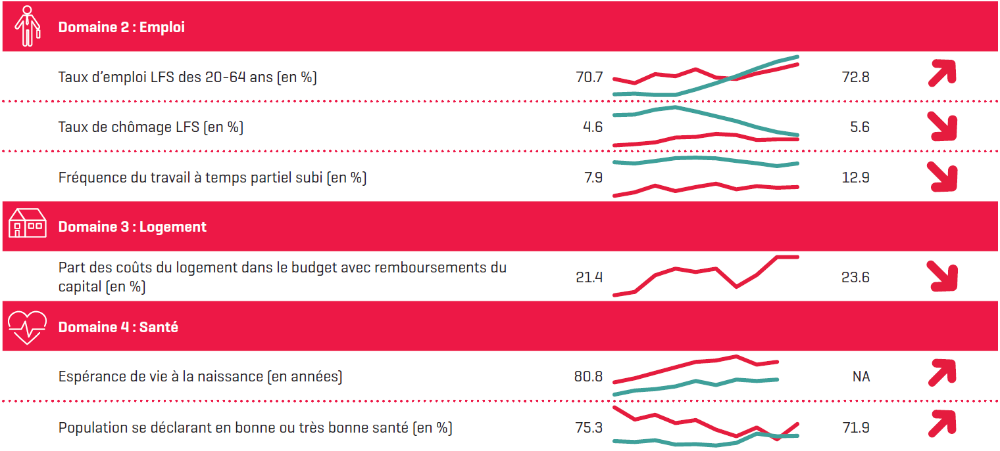 Domaine 2 : Emploi
Taux d’emploi LFS des 20-64 ans (en %) 70.7 72.8
Taux de chômage LFS (en %) 4.6 5.6
Fréquence du travail à temps partiel subi (en %) 7.9 12.9
Domaine 3 : Logement
Part des coûts du logement dans le budget avec remboursements du
capital (en %) 21.4 23.6
Domaine 4 : Santé
Espérance de vie à la naissance (en années) 80.8 NA
Population se déclarant en bonne ou très bonne santé (en %) 75.3 71.9